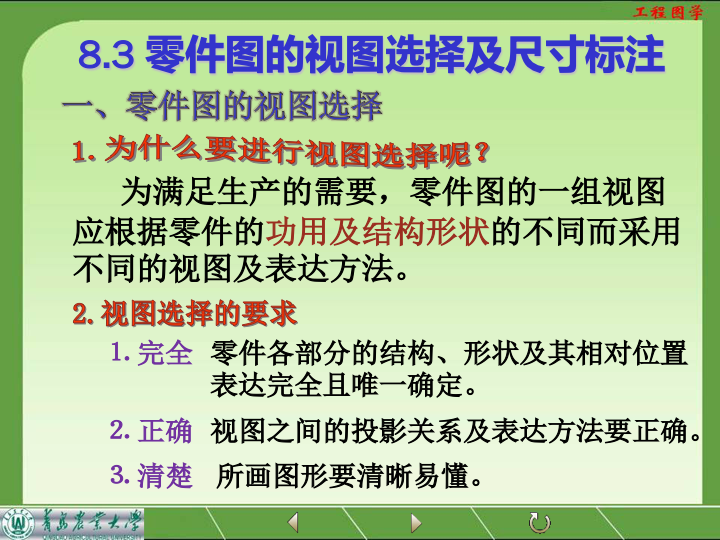 工程图学
8.3 零件图的视图选择及尺寸标注
一、零件图的视图选择
1.为什么要进行视图选择呢?
为满足生产的需要，零件图的一组视图
应根据零件的功用及结构形状的不同而采用
不同的视图及表达方法。
2.视图选择的要求
1.完全 零件各部分的结构、形状及其相对位置
表达完全且唯一确定。
2.正确 视图之间的投影关系及表达方法要正确。
3.清楚 所画图形要清晰易懂。
青岛农业大学